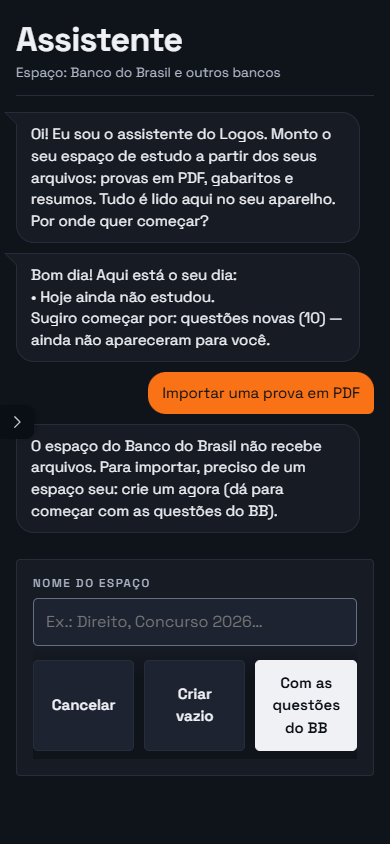 Assistente
Espaço: Banco do Brasil e outros bancos
Oi! Eu sou o assistente do Logos. Monto o
seu espaço de estudo a partir dos seus
arquivos: provas em PDF, gabaritos e
resumos. Tudo é lido aqui no seu aparelho.
Por onde quer começar?
Bom dia! Aqui está o seu dia:
• Hoje ainda não estudou.
Sugiro começar por: questões novas (10) —
ainda não apareceram para você.
Importar uma prova em PDF
O espaço do Banco do Brasil não recebe
arquivos. Para importar, preciso de um
espaço seu: crie um agora (dá para
começar com as questões do BB).
NOME DO ESPAÇO
Ex.: Direito, Concurso 2026...
Cancelar
Criar
vazio
Com as
questões
do BB